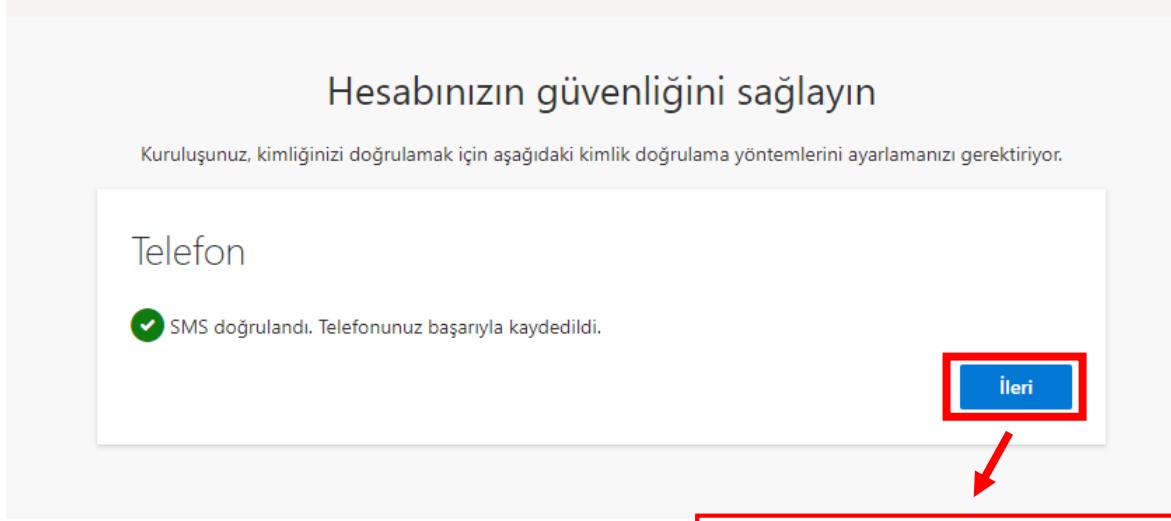 Hesabınızın güvenliğini sağlayın
Kuruluşunuz, kimliğinizi doğrulamak için aşağıdaki kimlik doğrulama yöntemlerini ayarlamanızı gerektiriyor.
Telefon
SMS doğrulandı. Telefonunuz başarıyla kaydedildi.
İleri